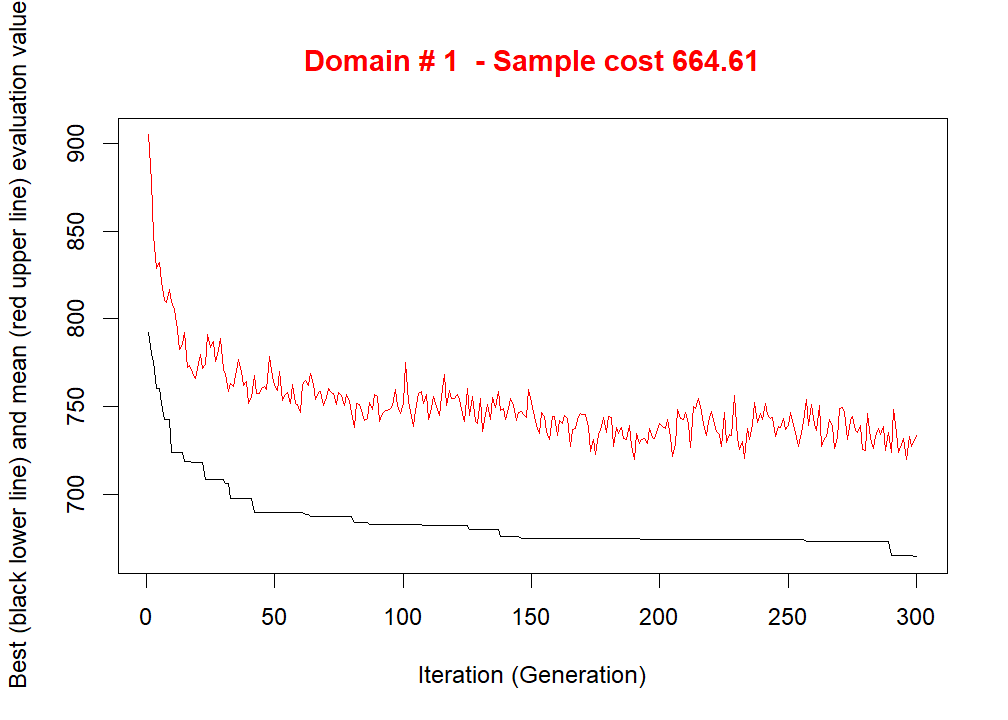 Domain # 1  - Sample cost 664.61
Best (black lower line) and mean (red upper line) evaluation value
900
850
800
750
700
0 50 100 150 200 250 300
Iteration (Generation)